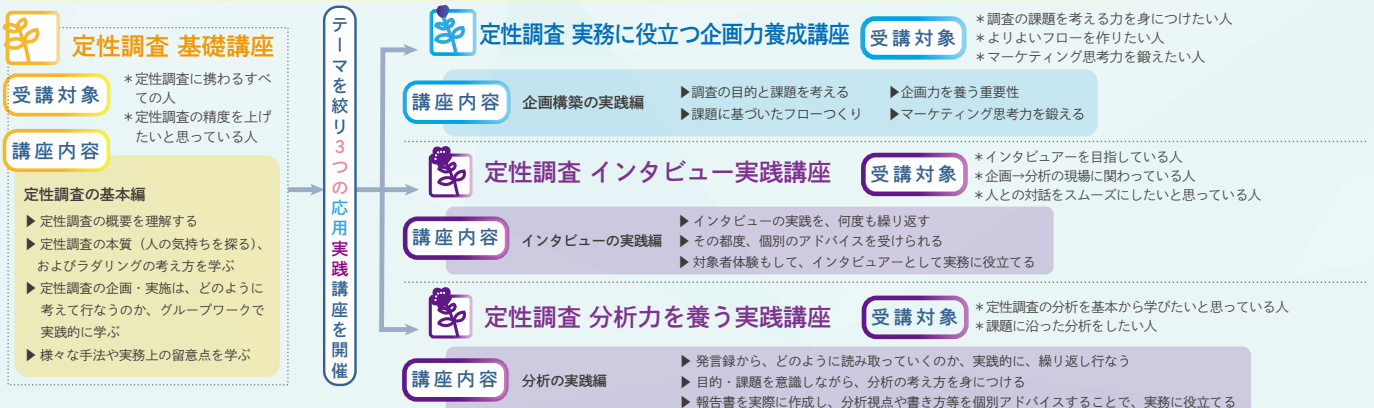 定性調査 基礎講座
受講対象
＊定性調査に携わるすべ
ての人
＊定性調査の精度を上げ
たいと思っている人
講座内容
定性調査の基本編
▶ 定性調査の概要を理解する
▶ 定性調査の本質（人の気持ちを探る）、
およびラダリングの考え方を学ぶ
▶ 定性調査の企画・実施は、どのように
考えて行なうのか、グループワークで
実践的に学ぶ
▶ 様々な手法や実務上の留意点を学ぶ
テーマを絞り3つの応用実践講座を開催
定性調査 実務に役立つ企画力養成講座
受講対象
＊調査の課題を考える力を身につけたい人
＊よりよいフローを作りたい人
＊マーケティング思考力を鍛えたい人
講座内容
企画構築の実践編
▶調査の目的と課題を考える ▶企画力を養う重要性
▶課題に基づいたフローつくり ▶マーケティング思考力を鍛える
定性調査 インタビュー実践講座
受講対象
＊インタビュアーを目指している人
＊企画→分析の現場に関わっている人
＊人との対話をスムーズにしたいと思っている人
講座内容
インタビューの実践編
▶ インタビューの実践を、何度も繰り返す
▶ その都度、個別のアドバイスを受けられる
▶ 対象者体験もして、インタビュアーとして実務に役立てる
定性調査 分析力を養う実践講座
受講対象
＊定性調査の分析を基本から学びたいと思っている人
＊課題に沿った分析をしたい人
講座内容
分析の実践編
▶ 発言録から、どのように読み取っていくのか、実践的に、繰り返し行なう
▶ 目的・課題を意識しながら、分析の考え方を身につける
▶ 報告書を実際に作成し、分析視点や書き方等を個別アドバイスすることで、実務に役立てる